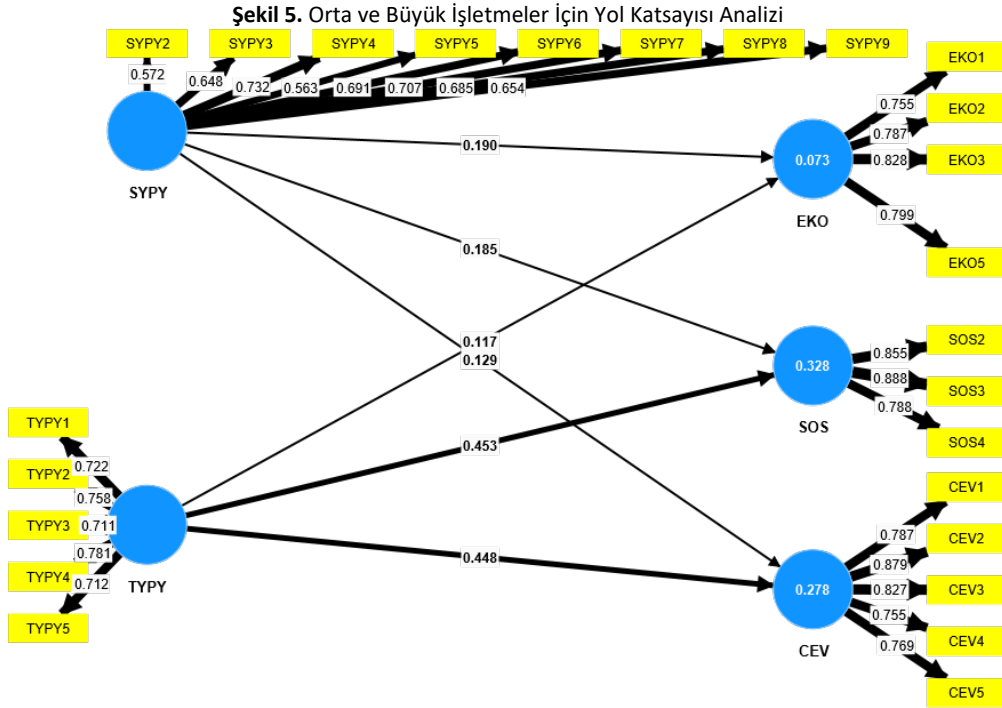 Şekil 5. Orta ve Büyük İşletmeler İçin Yol Katsayısı Analizi
SYPY2 SYPY3 SYPY4 SYPY5 SYPY6 SYPY7 SYPY8 SYPY9
0.572 0.648 0.732 0.563 0.691 0.707 0.685 0.654
SYPY
EKO1
EKO2
EKO3
EKO5
0.755
0.787
0.828
0.799
0.073
EKO
0.190
0.185
0.117
0.129
0.453
0.448
SOS2
SOS3
SOS4
0.855
0.888
0.788
0.328
SOS
TYPY1
TYPY2
TYPY3
TYPY4
TYPY5
0.722
0.758
0.711
0.781
0.712
TYPY
CEV1
CEV2
CEV3
CEV4
CEV5
0.787
0.879
0.827
0.755
0.769
0.278
CEV